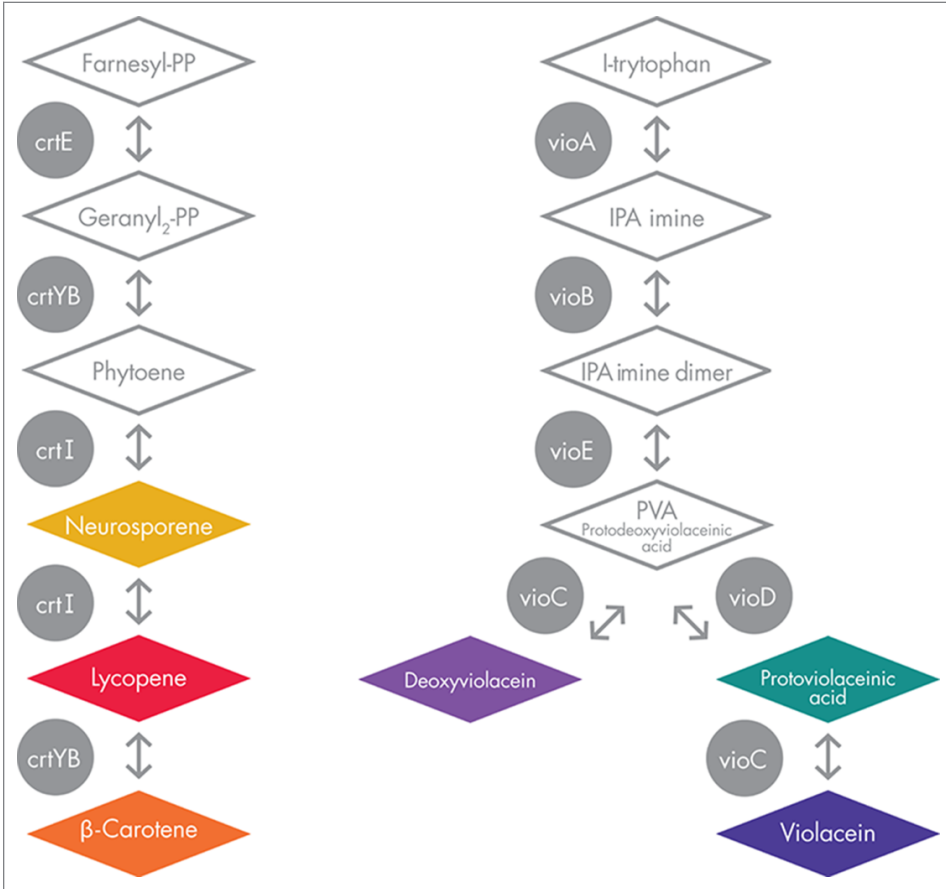 Farnesyl-PP
crtE
Geranyl₂-PP
crtYB
Phytoene
crtI
Neurosporene
crtI
Lycopene
crtYB
β-Carotene
I-trytophan
vioA
IPA imine
vioB
IPA imine dimer
vioE
PVA
Protodeoxyviolaceinic
acid
vioC
vioD
Deoxyviolacein
Protoviolaceinic
acid
vioC
Violacein